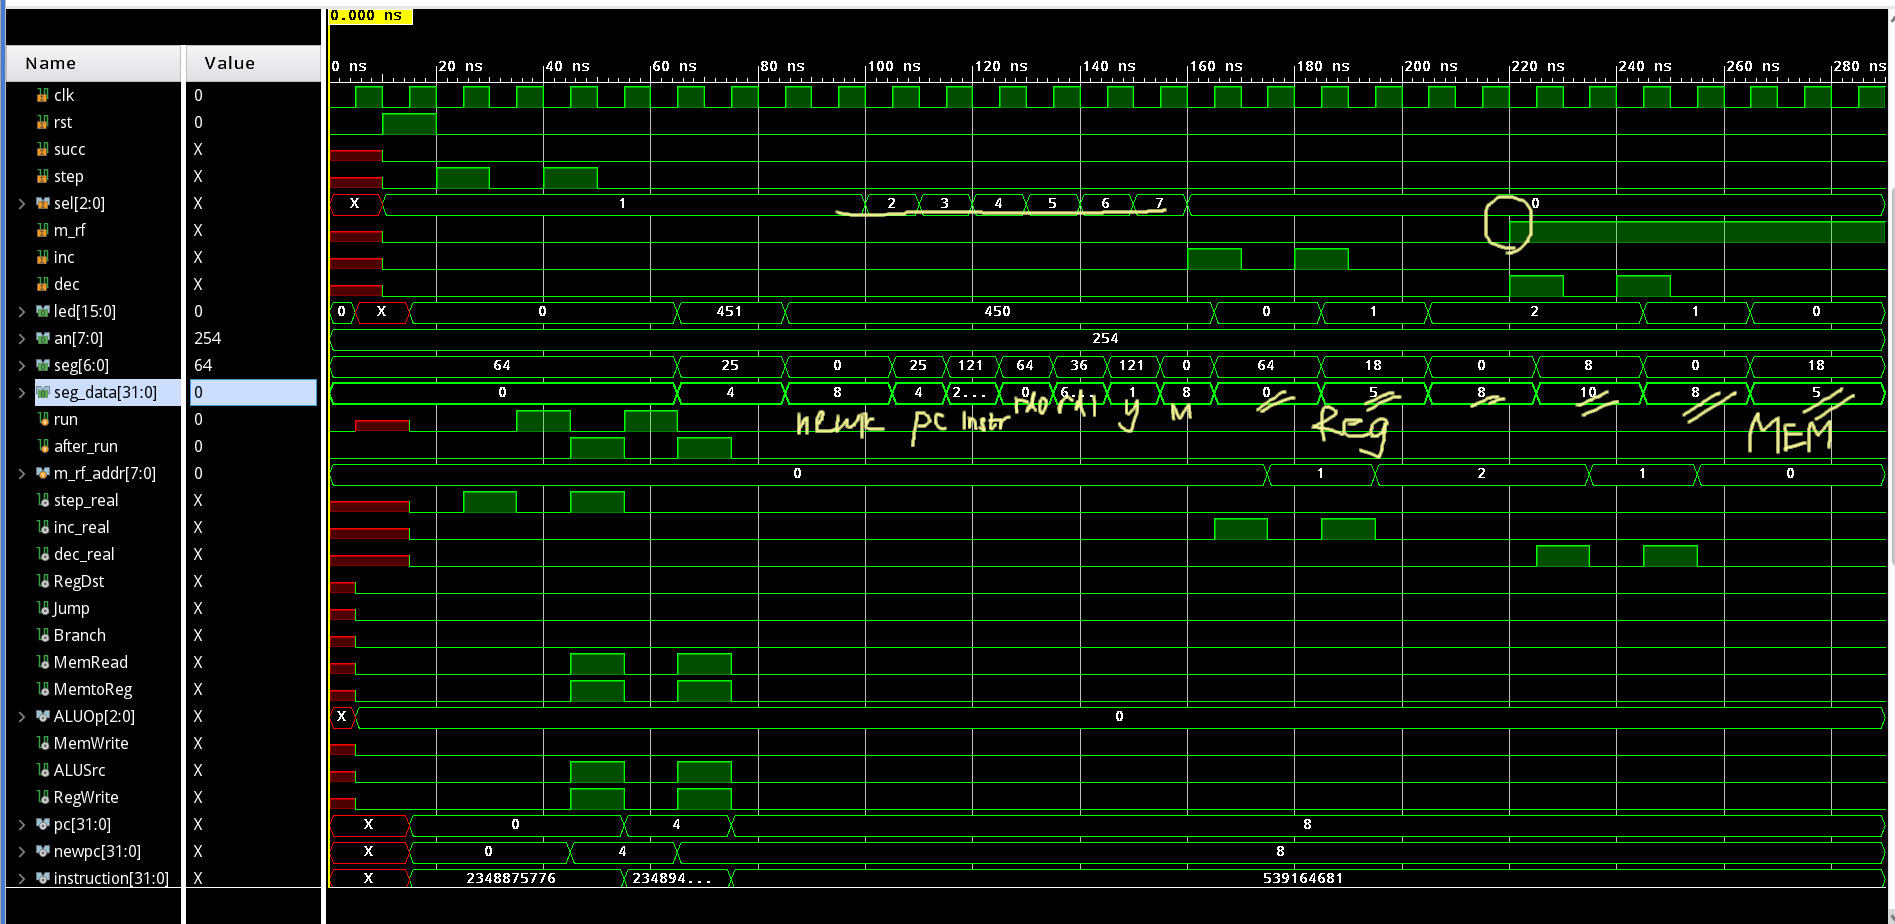 0.000 ns
Name Value
0 ns 20 ns 40 ns 60 ns 80 ns 100 ns 120 ns 140 ns 160 ns 180 ns 200 ns 220 ns 240 ns 260 ns 280 ns
clk 0
rst 0
succ X
step X
sel[2:0] X X 1 2 3 4 5 6 7 0
m_rf X
inc X
dec X
led[15:0] 0 0 X 0 451 450 0 1 2 1 0
an[7:0] 254 254
seg[6:0] 64 64 25 0 25 121 64 36 121 0 64 18 0 8 0 18
seg_data[31:0] 0 0 4 8 4 2... 0 6... 1 8 0 5 8 10 8 5
run 0 newpc pc Instr y M Reg MEM
after_run 0
m_rf_addr[7:0] 0 0 1 2 1 0
step_real X
inc_real X
dec_real X
RegDst X
Jump X
Branch X
MemRead X
MemtoReg X
ALUOp[2:0] X X 0
MemWrite X
ALUSrc X
RegWrite X
pc[31:0] X X 0 4 8
newpc[31:0] X X 0 4 8
instruction[31:0] X X 2348875776 234894... 539164681